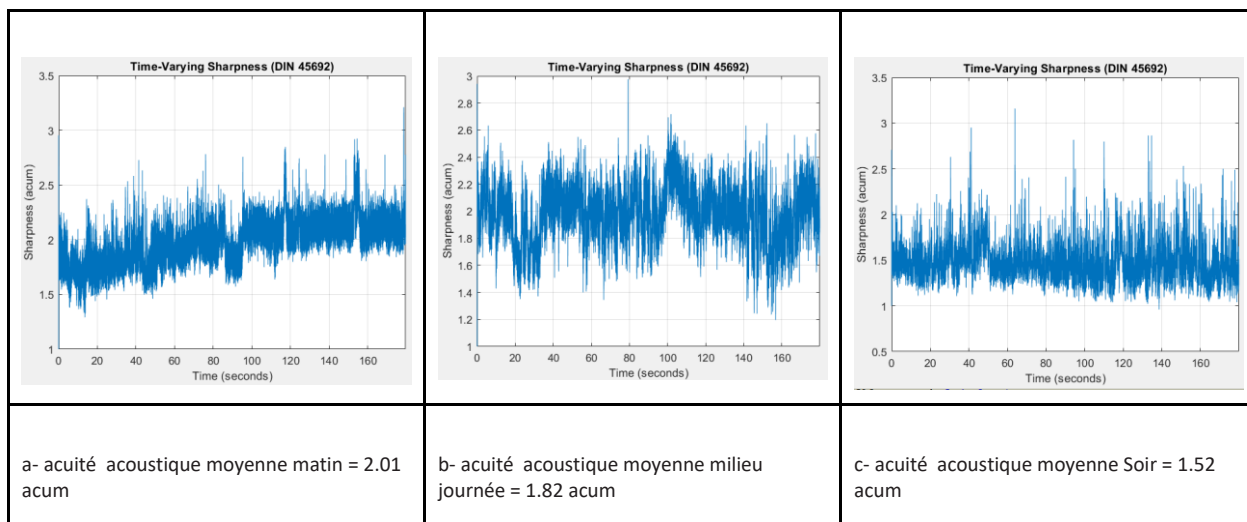 Time-Varying Sharpness (DIN 45692)
3.5
3
2.5
2
1.5
1
Sharpness (acum)
0 20 40 60 80 100 120 140 160
Time (seconds)
Time-Varying Sharpness (DIN 45692)
3
2.8
2.6
2.4
2.2
2
1.8
1.6
1.4
1.2
1
Sharpness (acum)
0 20 40 60 80 100 120 140 160
Time (seconds)
Time-Varying Sharpness (DIN 45692)
3.5
3
2.5
2
1.5
1
0.5
Sharpness (acum)
0 20 40 60 80 100 120 140 160
Time (seconds)
a- acuité acoustique moyenne matin = 2.01
acum
b- acuité acoustique moyenne milieu
journée = 1.82 acum
c- acuité acoustique moyenne Soir = 1.52
acum